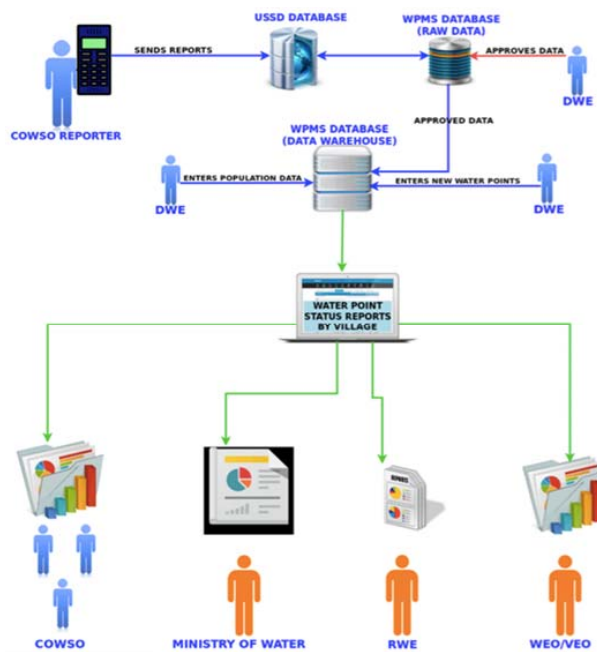 USSD DATABASE
WPMS DATABASE
(RAW DATA)
SENDS REPORTS
APPROVES DATA
COWSO REPORTER
DWE
APPROVED DATA
WPMS DATABASE
(DATA WAREHOUSE)
ENTERS POPULATION DATA
ENTERS NEW WATER POINTS
DWE
DWE
WATER POINT
STATUS REPORTS
BY VILLAGE
REPORTS
COWSO
MINISTRY OF WATER
RWE
WEO/VEO